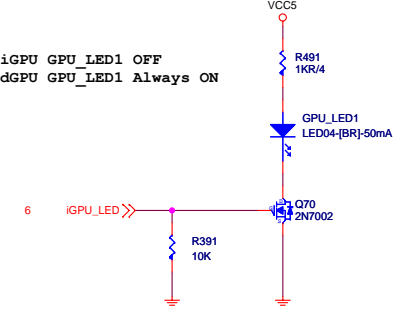 VCC5
iGPU GPU_LED1 OFF
dGPU GPU_LED1 Always ON
R491
1KR/4
GPU_LED1
LED04-[BR]-50mA
6
iGPU_LED
Q70
2N7002
R391
10K